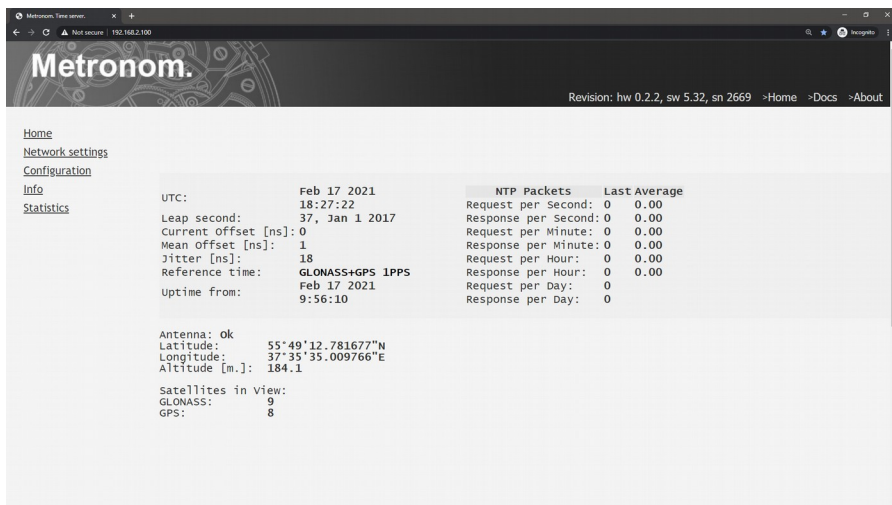 Metronom. Time server.
Not secure | 192.168.2.100
Incognito
Metronom.
Revision: hw 0.2.2, sw 5.32, sn 2669 >Home >Docs >About
Home
Network settings
Configuration
Info
Statistics
UTC: Feb 17 2021
18:27:22
Leap second: 37, Jan 1 2017
Current Offset [ns]: 0
Mean Offset [ns]: 1
Jitter [ns]: 18
Reference time: GLONASS+GPS 1PPS
Uptime from: Feb 17 2021
9:56:10
NTP Packets Last Average
Request per Second: 0 0.00
Response per Second: 0 0.00
Request per Minute: 0 0.00
Response per Minute: 0 0.00
Request per Hour: 0 0.00
Response per Hour: 0 0.00
Request per Day: 0
Response per Day: 0
Antenna: Ok
Latitude: 55°49'12.781677"N
Longitude: 37°35'35.009766"E
Altitude [m.]: 184.1
Satellites in View:
GLONASS: 9
GPS: 8